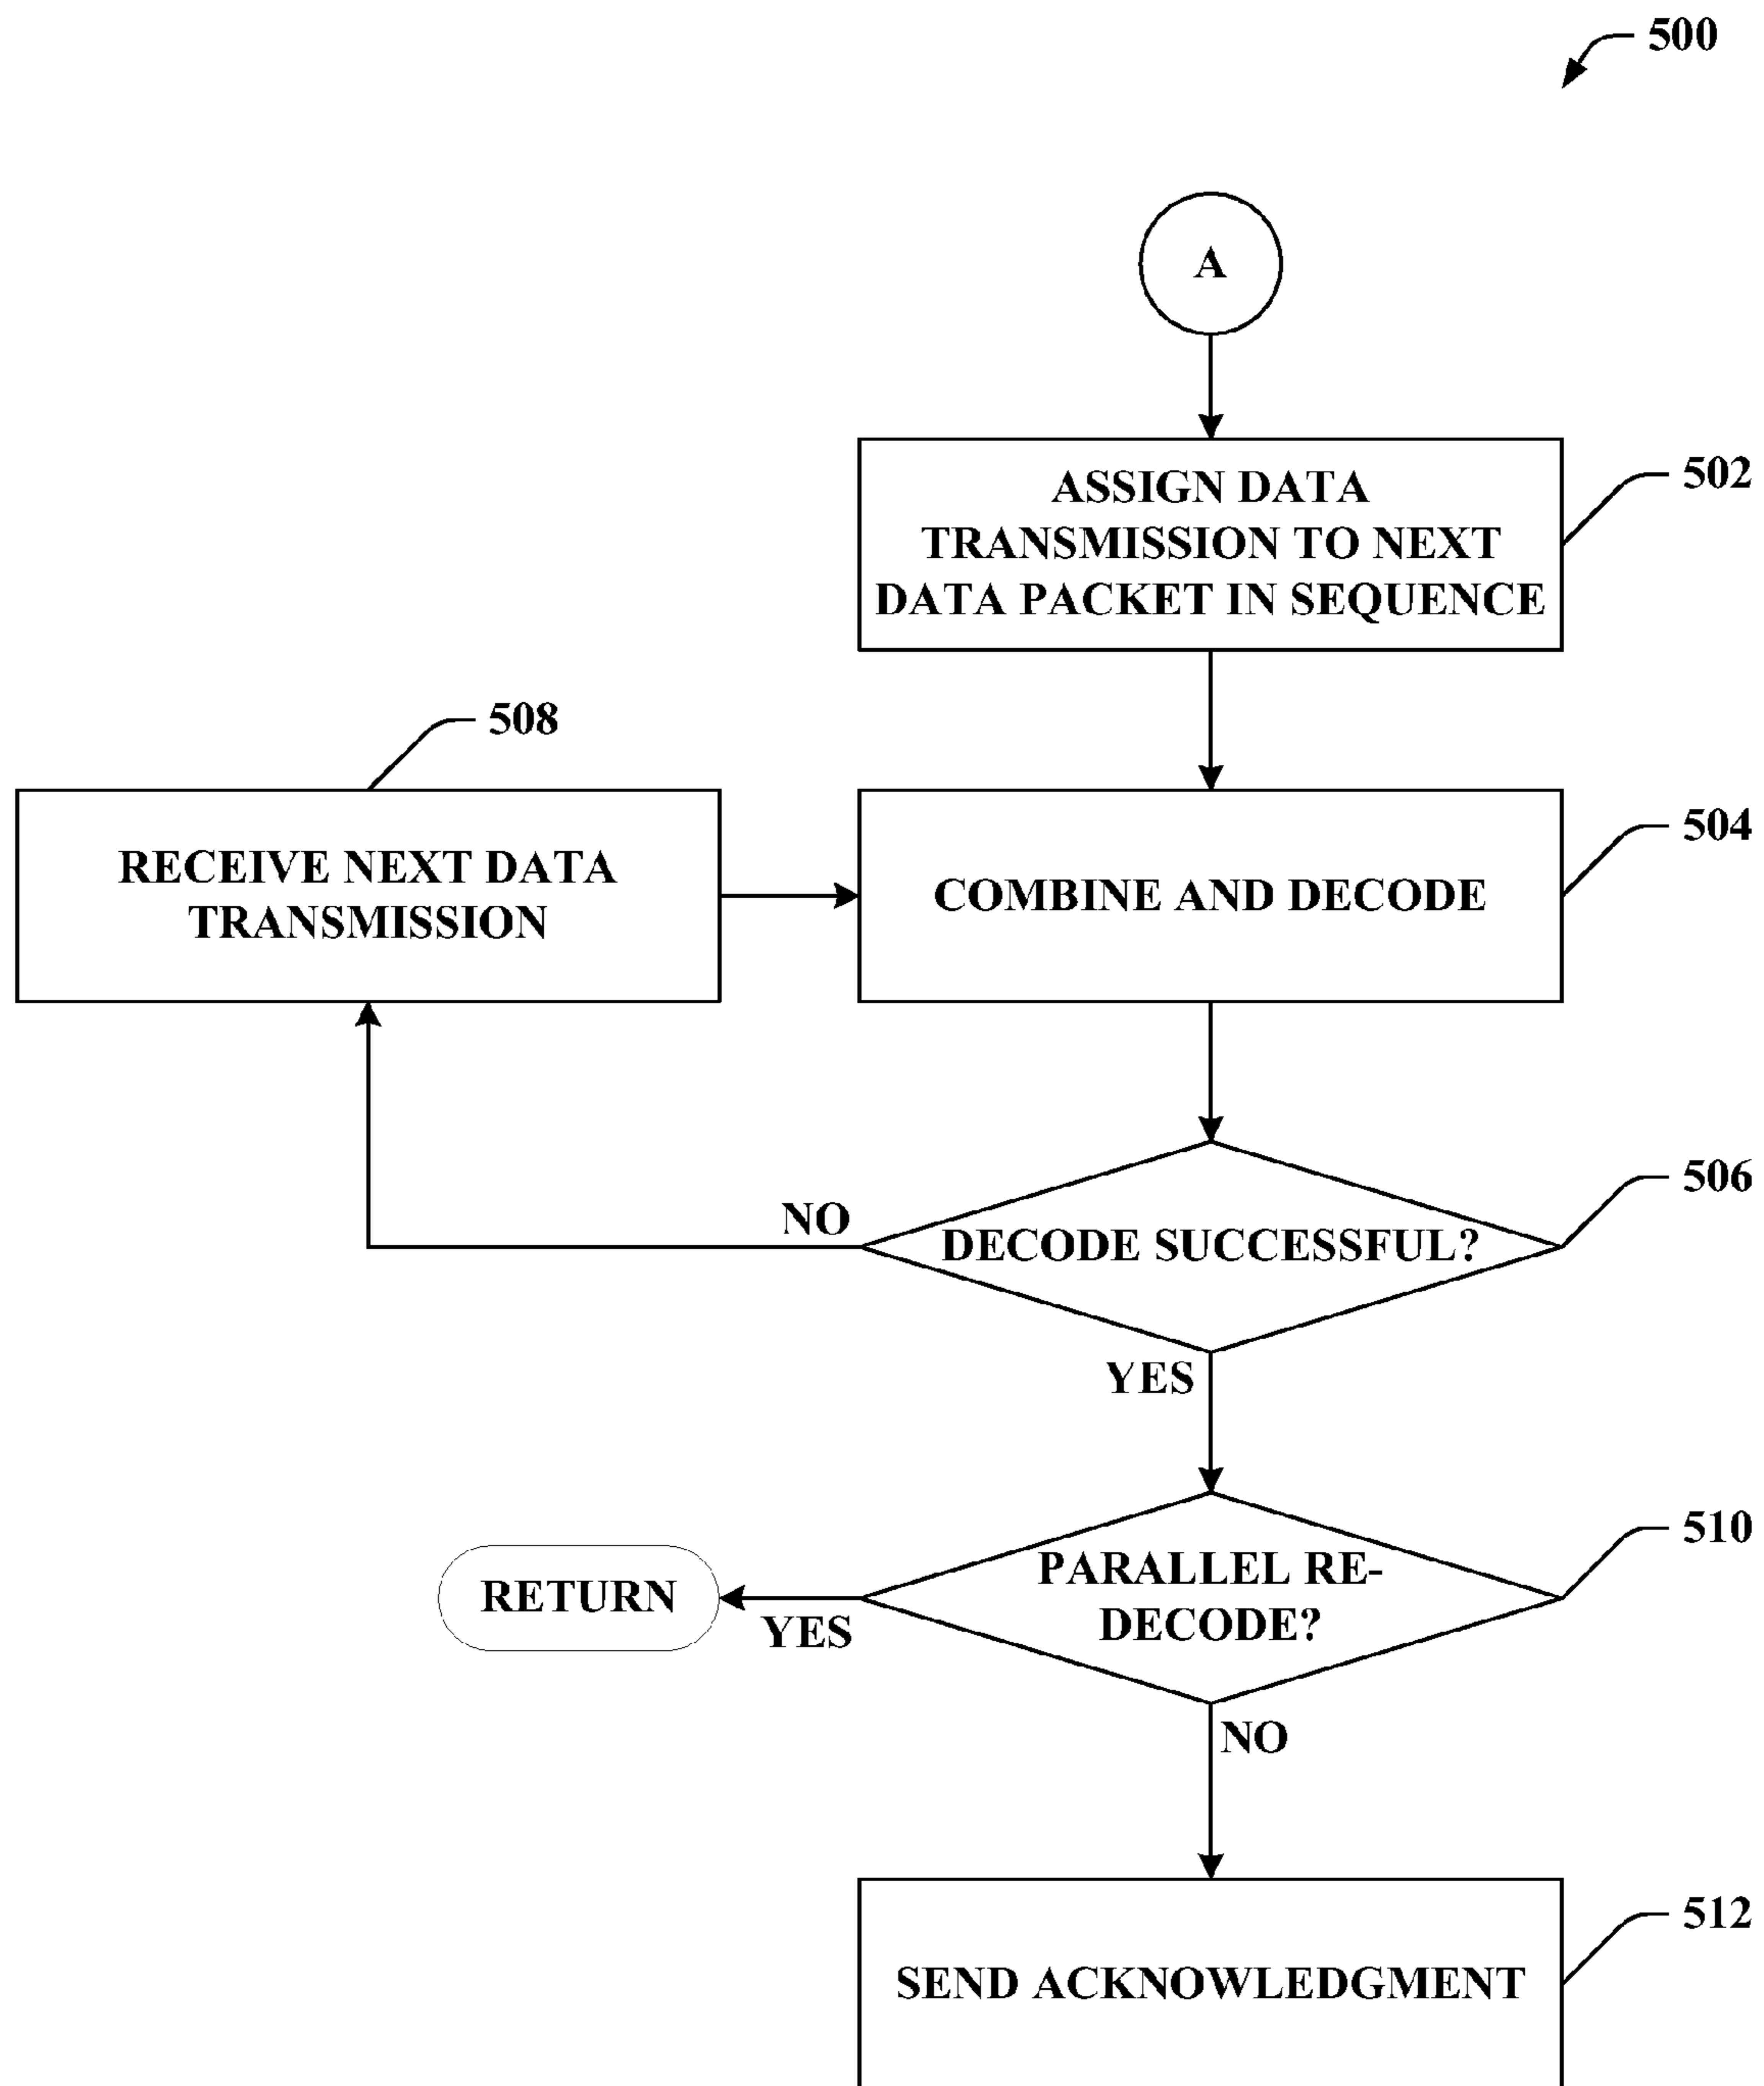 500
A
ASSIGN DATA
TRANSMISSION TO NEXT
DATA PACKET IN SEQUENCE
502
508
RECEIVE NEXT DATA
TRANSMISSION
COMBINE AND DECODE
504
506
NO
DECODE SUCCESSFUL?
YES
510
PARALLEL RE-
DECODE?
RETURN
YES
NO
512
SEND ACKNOWLEDGMENT